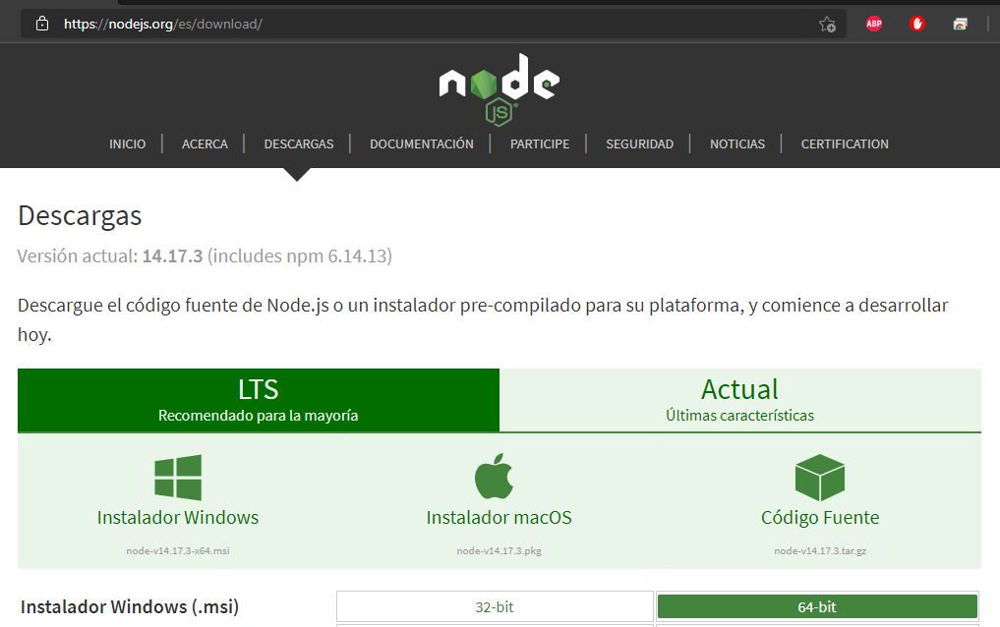 https://nodejs.org/es/download/
ABP
node
JS
INICIO
ACERCA
DESCARGAS
DOCUMENTACIÓN
PARTICIPE
SEGURIDAD
NOTICIAS
CERTIFICATION
Descargas
Versión actual: 14.17.3 (includes npm 6.14.13)
Descargue el código fuente de Node.js o un instalador pre-compilado para su plataforma, y comience a desarrollar
hoy.
LTS
Recomendado para la mayoría
Actual
Últimas características
Instalador Windows
node-v14.17.3-x64.msi
Instalador macOS
node-v14.17.3.pkg
Código Fuente
node-v14.17.3.tar.gz
Instalador Windows (.msi)
32-bit
64-bit